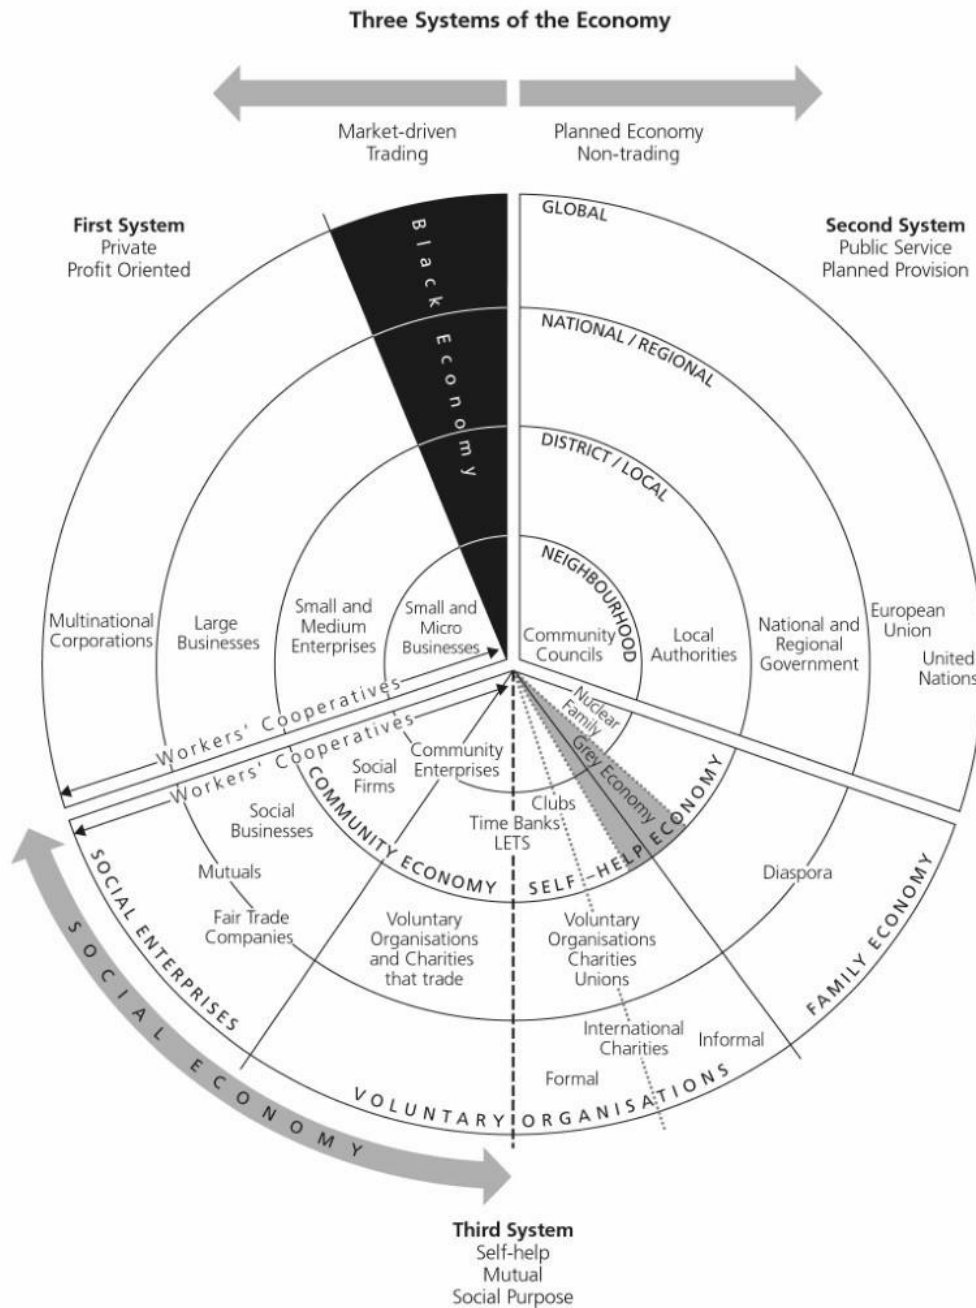 Three Systems of the Economy
Market-driven
Trading
Planned Economy
Non-trading
First System
Private
Profit Oriented
Second System
Public Service
Planned Provision
Black Economy
GLOBAL
NATIONAL / REGIONAL
DISTRICT / LOCAL
NEIGHBOURHOOD
Multinational
Corporations
Large
Businesses
Small and
Medium
Enterprises
Small and
Micro
Businesses
Community
Councils
Local
Authorities
National and
Regional
Government
European
Union
United
Nations
Workers' Cooperatives
Workers' Cooperatives
Nuclear
Family
Grey Economy
Community
Enterprises
Social
Firms
Social
Businesses
Mutuals
Fair Trade
Companies
Clubs
Time Banks
LETS
COMMUNITY ECONOMY
SELF-HELP ECONOMY
Diaspora
Voluntary
Organisations
and Charities
that trade
Voluntary
Organisations
Charities
Unions
International
Charities
Informal
Formal
SOCIAL ENTERPRISES
VOLUNTARY ORGANISATIONS
FAMILY ECONOMY
SOCIAL ECONOMY
Third System
Self-help
Mutual
Social Purpose